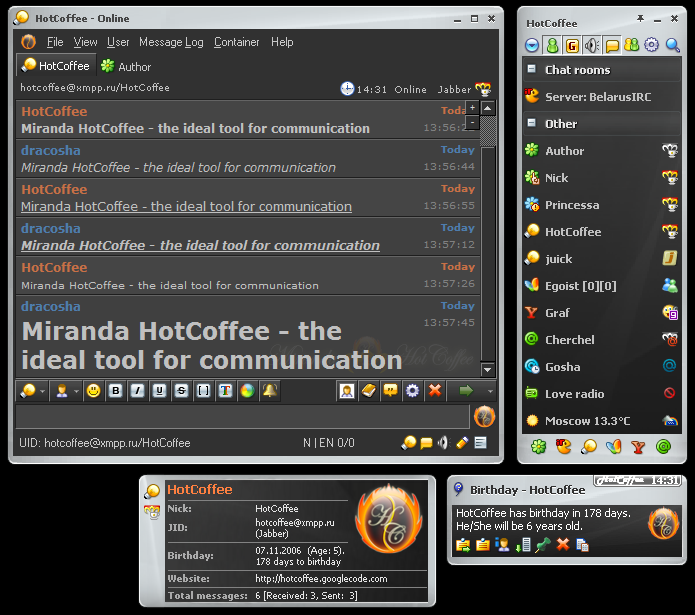 HotCoffee - Online
File View User Message Log Container Help
HotCoffee Author
hotcoffee@xmpp.ru/HotCoffee 14:31 Online Jabber
HotCoffee
Miranda HotCoffee - the ideal tool for communication
dracosha Today
Miranda HotCoffee - the ideal tool for communication 13:56:44
HotCoffee Today
Miranda HotCoffee - the ideal tool for communication 13:56:55
dracosha Today
Miranda HotCoffee - the ideal tool for communication 13:57:12
HotCoffee Today
Miranda HotCoffee - the ideal tool for communication 13:57:26
dracosha Today
Miranda HotCoffee - the 13:57:45
ideal tool for communication
HotCoffee
B I U S [ ] T
UID: hotcoffee@xmpp.ru/HotCoffee N | EN 0/0
HotCoffee
Chat rooms
Server: BelarusIRC
Other
Author
Nick
Princessa
HotCoffee
juick
Egoist [0][0]
Graf
Cherchel
Gosha
Love radio
Moscow 13.3°C
HotCoffee
Nick: HotCoffee
JID: hotcoffee@xmpp.ru
(Jabber)
Birthday: 07.11.2006 (Age: 5).
178 days to birthday
Website: http://hotcoffee.googlecode.com
Total messages: 6 [Received: 3, Sent: 3]
HC
HotCoffee 14:31
Birthday - HotCoffee
HotCoffee has birthday in 178 days.
He/She will be 6 years old.